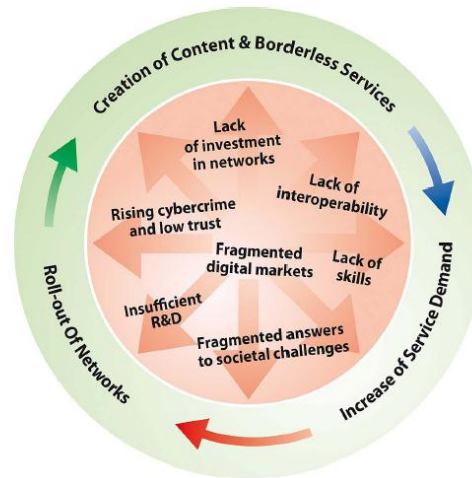 Creation of Content & Borderless Services
Lack
of investment
in networks
Lack of
interoperability
Rising cybercrime
and low trust
Fragmented
digital markets
Lack of
skills
Insufficient
R&D
Fragmented answers
to societal challenges
Increase of Service Demand
Roll-out Of Networks